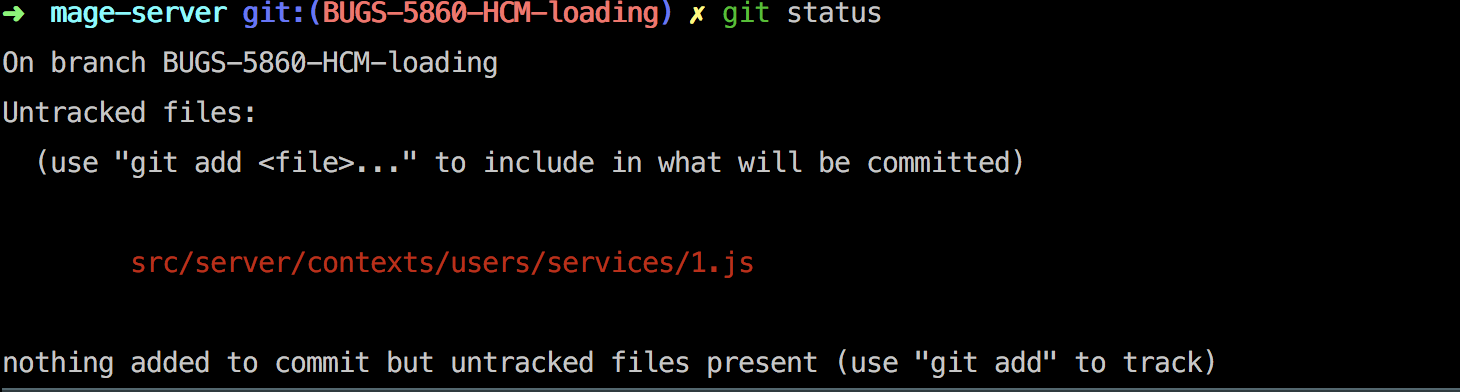 ➜ mage-server git:(BUGS-5860-HCM-loading) ✗ git status
On branch BUGS-5860-HCM-loading
Untracked files:
(use "git add <file>..." to include in what will be committed)
src/server/contexts/users/services/1.js
nothing added to commit but untracked files present (use "git add" to track)